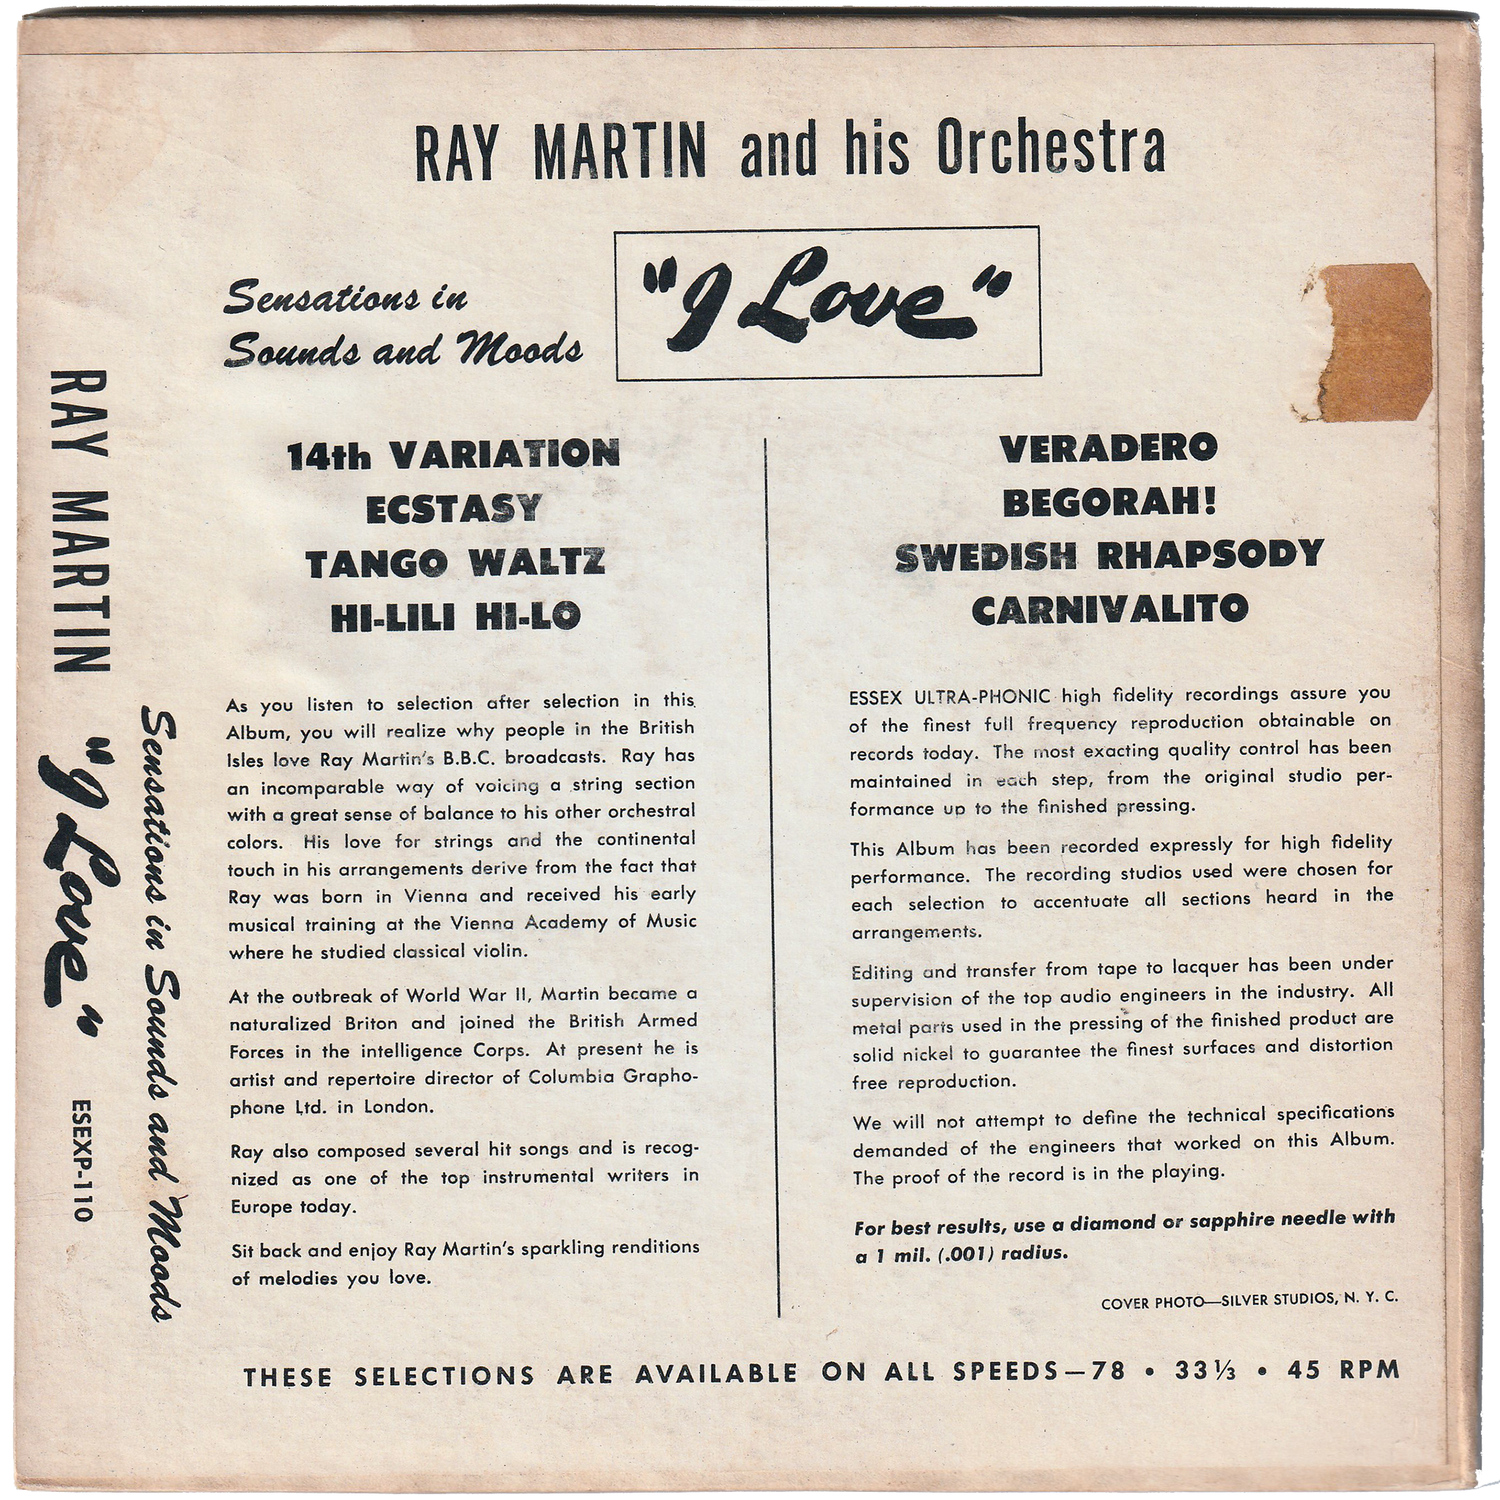 RAY MARTIN and his Orchestra
Sensations in
Sounds and Moods
"I Love"
14th VARIATION
ECSTASY
TANGO WALTZ
HI-LILI HI-LO
As you listen to selection after selection in this
Album, you will realize why people in the British
Isles love Ray Martin's B.B.C. broadcasts. Ray has
an incomparable way of voicing a string section
with a great sense of balance to his other orchestral
colors. His love for strings and the continental
touch in his arrangements derive from the fact that
Ray was born in Vienna and received his early
musical training at the Vienna Academy of Music
where he studied classical violin.
At the outbreak of World War II, Martin became a
naturalized Briton and joined the British Armed
Forces in the intelligence Corps. At present he is
artist and repertoire director of Columbia Grapho-
phone Ltd. in London.
Ray also composed several hit songs and is recog-
nized as one of the top instrumental writers in
Europe today.
Sit back and enjoy Ray Martin's sparkling renditions
of melodies you love.
VERADERO
BEGORAH!
SWEDISH RHAPSODY
CARNIVALITO
ESSEX ULTRA-PHONIC high fidelity recordings assure you
of the finest full frequency reproduction obtainable on
records today. The most exacting quality control has been
maintained in each step, from the original studio per-
formance up to the finished pressing.
This Album has been recorded expressly for high fidelity
performance. The recording studios used were chosen for
each selection to accentuate all sections heard in the
arrangements.
Editing and transfer from tape to lacquer has been under
supervision of the top audio engineers in the industry. All
metal parts used in the pressing of the finished product are
solid nickel to guarantee the finest surfaces and distortion
free reproduction.
We will not attempt to define the technical specifications
demanded of the engineers that worked on this Album.
The proof of the record is in the playing.
For best results, use a diamond or sapphire needle with
a 1 mil. (.001) radius.
COVER PHOTO—SILVER STUDIOS, N. Y. C.
THESE SELECTIONS ARE AVAILABLE ON ALL SPEEDS—78 • 33⅓ • 45 RPM
RAY MARTIN "I Love" ESEXP-110
Sensations in Sounds and Moods